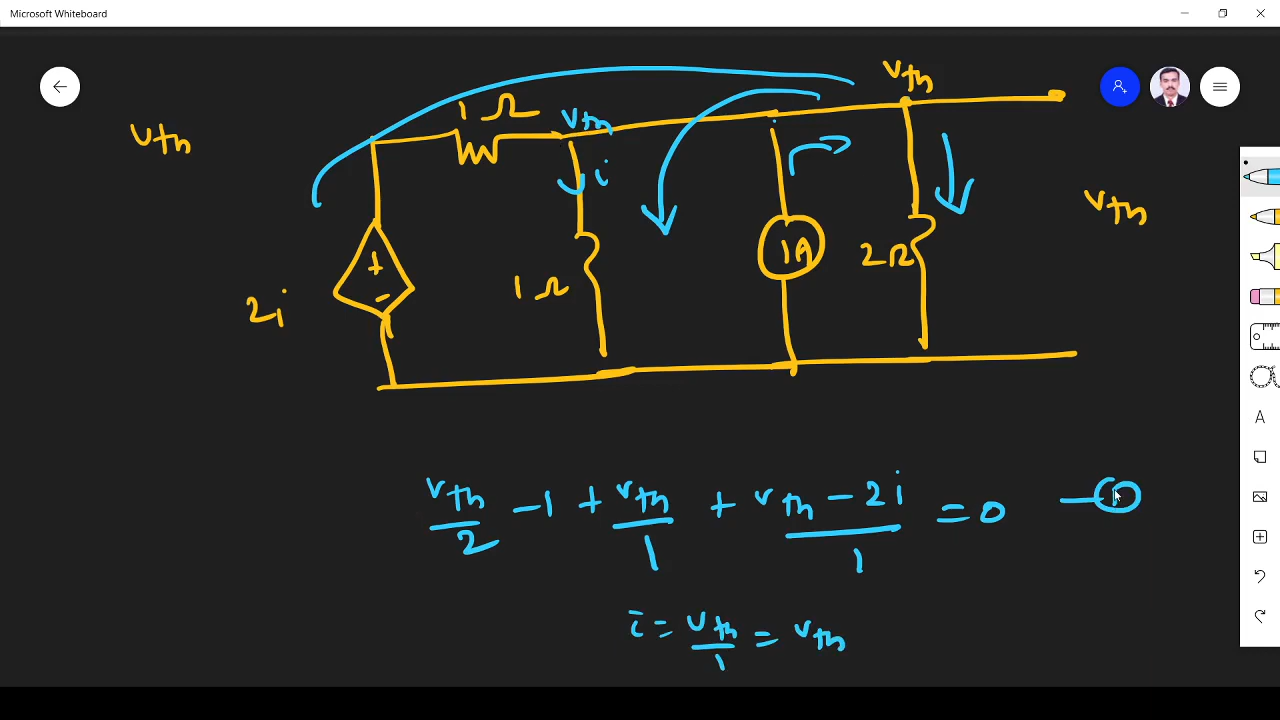 Microsoft Whiteboard
Vth
1 Ω
Vth
Vth
i
+
-
2i
1 Ω
1A
2Ω
Vth
Vth/2 - 1 + Vth/1 + Vth - 2i/1 = 0 — ①
i = Vth/1 = Vth
A